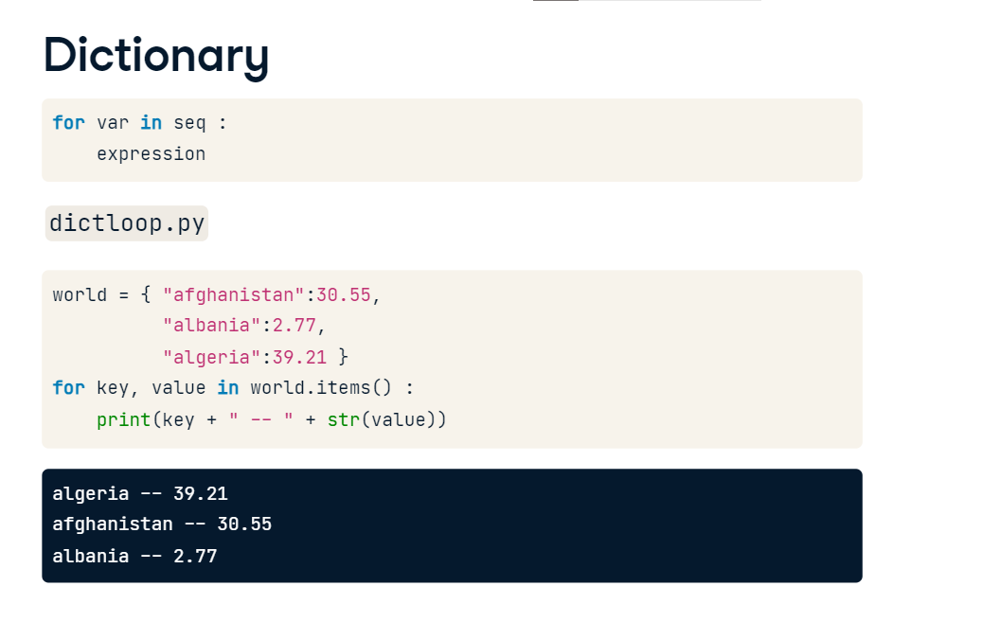 Dictionary
for var in seq :
    expression
dictloop.py
world = { "afghanistan":30.55,
          "albania":2.77,
          "algeria":39.21 }
for key, value in world.items() :
    print(key + " -- " + str(value))
algeria -- 39.21
afghanistan -- 30.55
albania -- 2.77